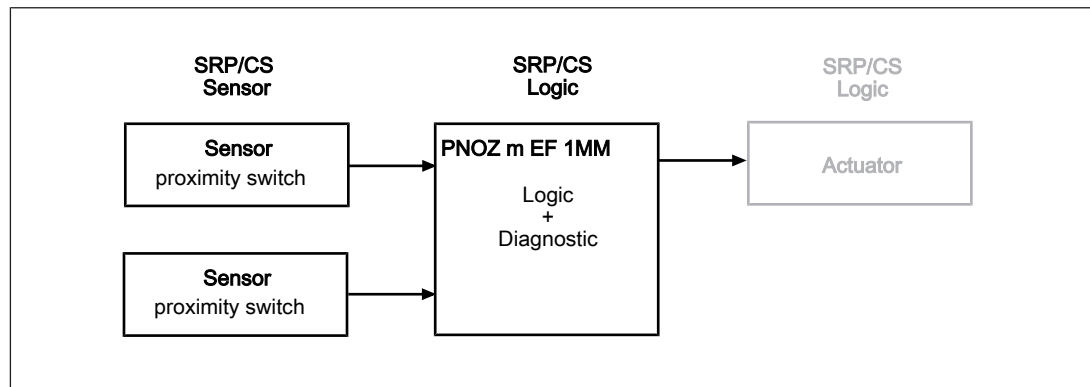 SRP/CS
Sensor
SRP/CS
Logic
SRP/CS
Logic
Sensor
proximity switch
PNOZ m EF 1MM
Logic
+
Diagnostic
Actuator
Sensor
proximity switch